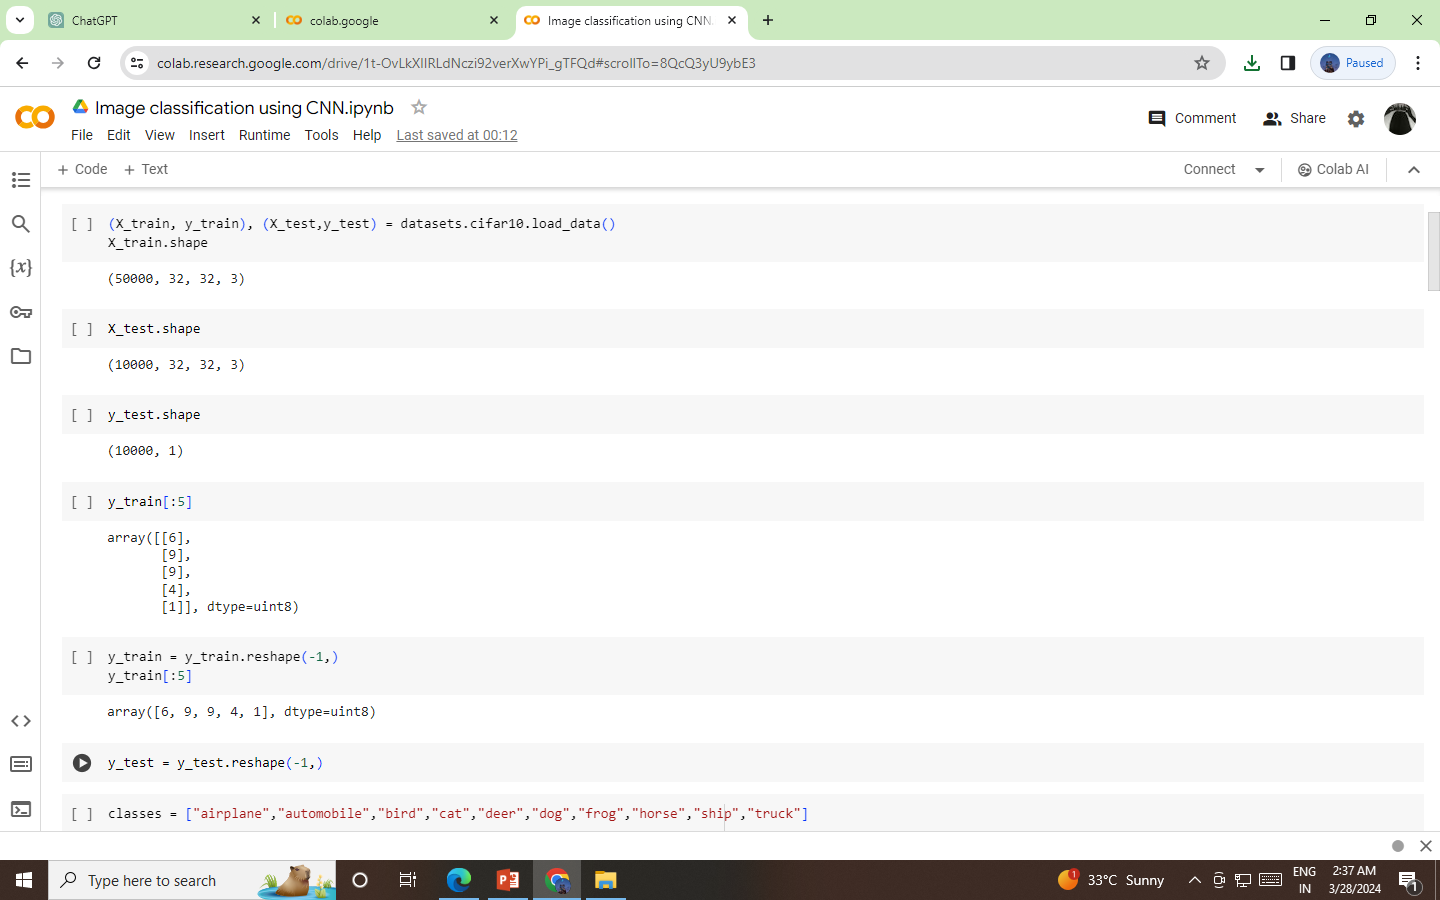 ChatGPT
colab.google
Image classification using CNN.
colab.research.google.com/drive/1t-OvLkXIIRLdNczi92verXwYPi_gTFQd#scrollTo=8QcQ3yU9ybE3
Paused
Image classification using CNN.ipynb
File Edit View Insert Runtime Tools Help Last saved at 00:12
Comment
Share
+ Code + Text
Connect
Colab AI
[ ] (X_train, y_train), (X_test,y_test) = datasets.cifar10.load_data()
X_train.shape
(50000, 32, 32, 3)
[ ] X_test.shape
(10000, 32, 32, 3)
[ ] y_test.shape
(10000, 1)
[ ] y_train[:5]
array([[6],
[9],
[9],
[4],
[1]], dtype=uint8)
[ ] y_train = y_train.reshape(-1,)
y_train[:5]
array([6, 9, 9, 4, 1], dtype=uint8)
y_test = y_test.reshape(-1,)
[ ] classes = ["airplane","automobile","bird","cat","deer","dog","frog","horse","ship","truck"]
{x}
Type here to search
1
33°C Sunny
ENG
IN
2:37 AM
3/28/2024
1